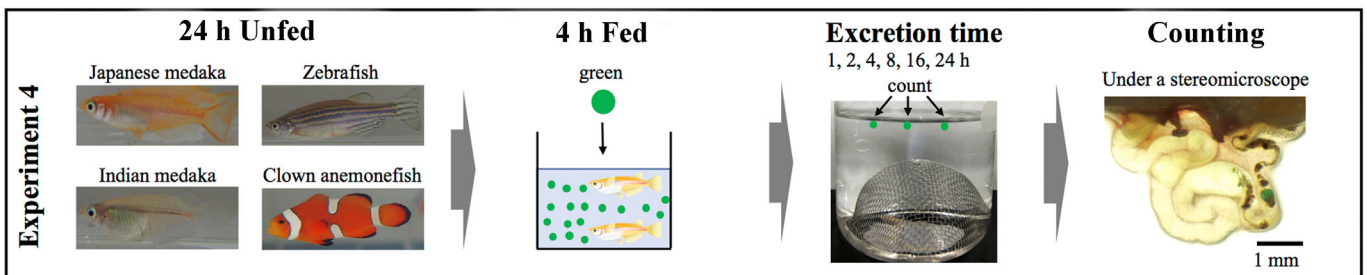 Experiment 4
24 h Unfed
Japanese medaka
Zebrafish
Indian medaka
Clown anemonefish
4 h Fed
green
Excretion time
1, 2, 4, 8, 16, 24 h
count
Counting
Under a stereomicroscope
1 mm